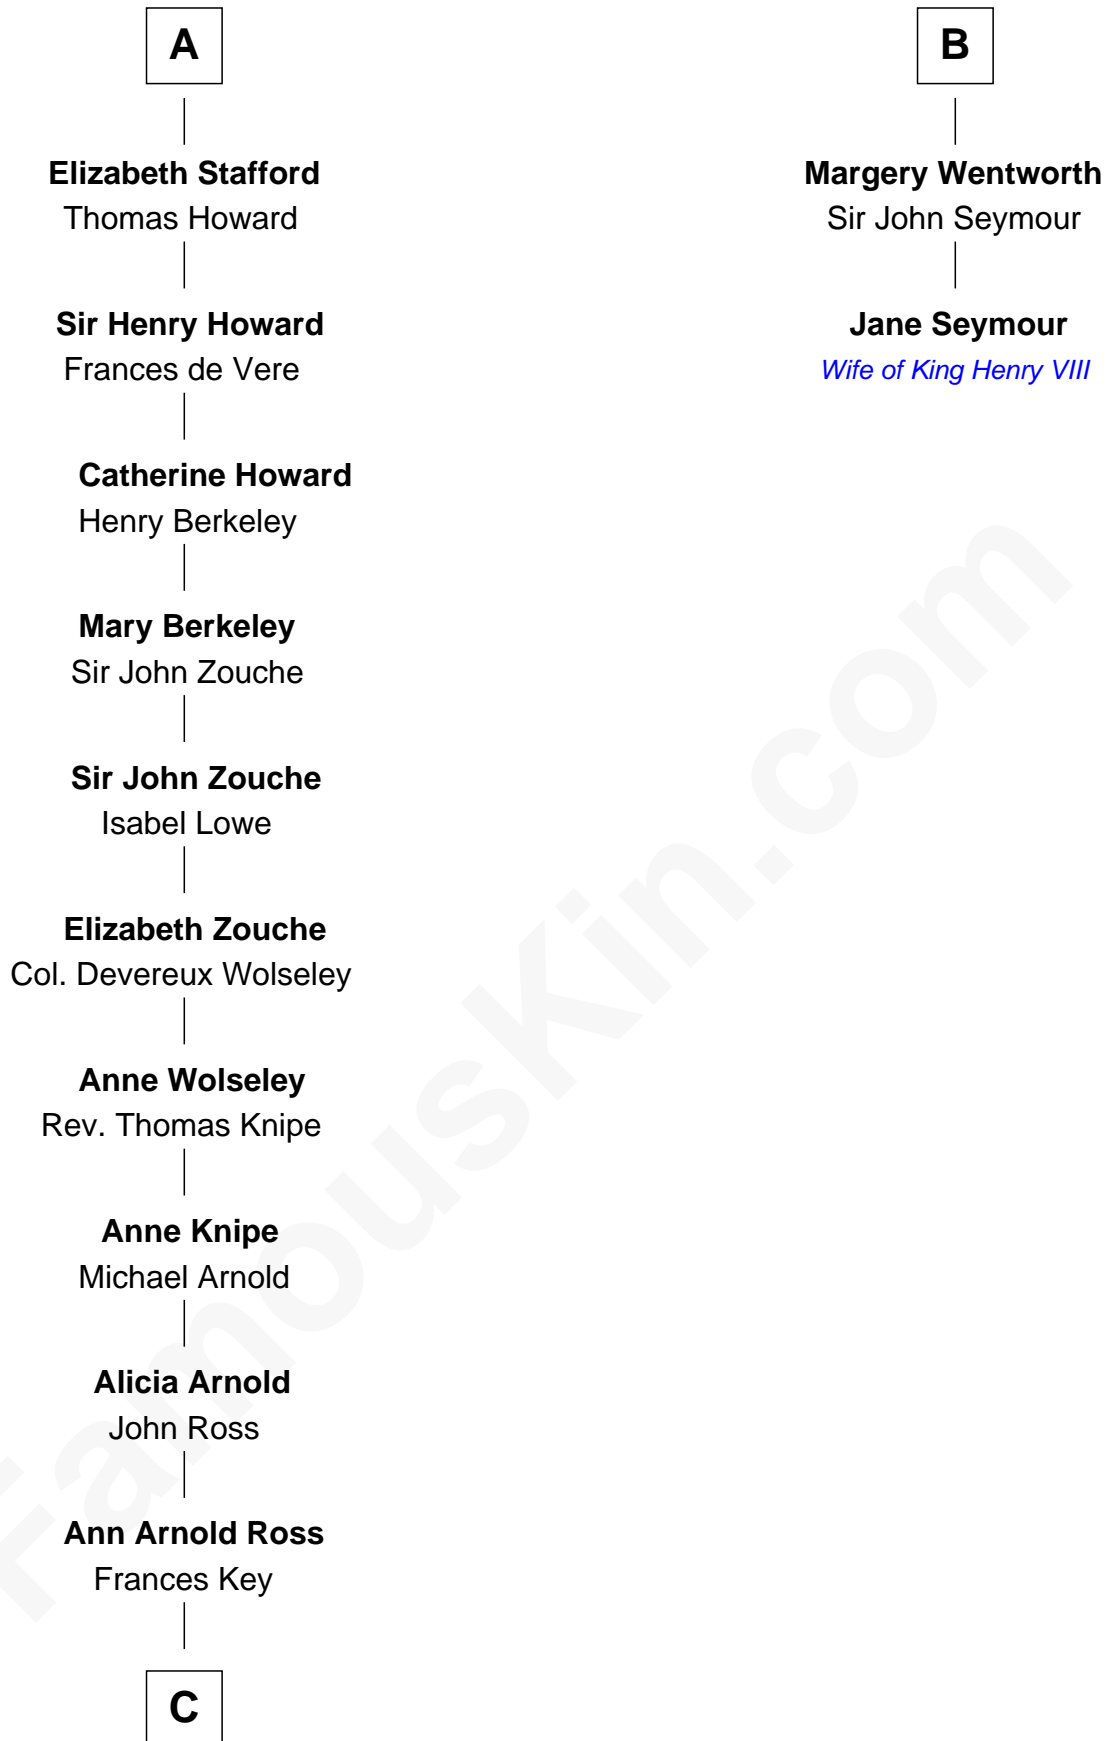 A
Elizabeth Stafford
Thomas Howard
Sir Henry Howard
Frances de Vere
Catherine Howard
Henry Berkeley
Mary Berkeley
Sir John Zouche
Sir John Zouche
Isabel Lowe
Elizabeth Zouche
Col. Devereux Wolseley
Anne Wolseley
Rev. Thomas Knipe
Anne Knipe
Michael Arnold
Alicia Arnold
John Ross
Ann Arnold Ross
Frances Key
C
B
Margery Wentworth
Sir John Seymour
Jane Seymour
Wife of King Henry VIII
FamousKin.com